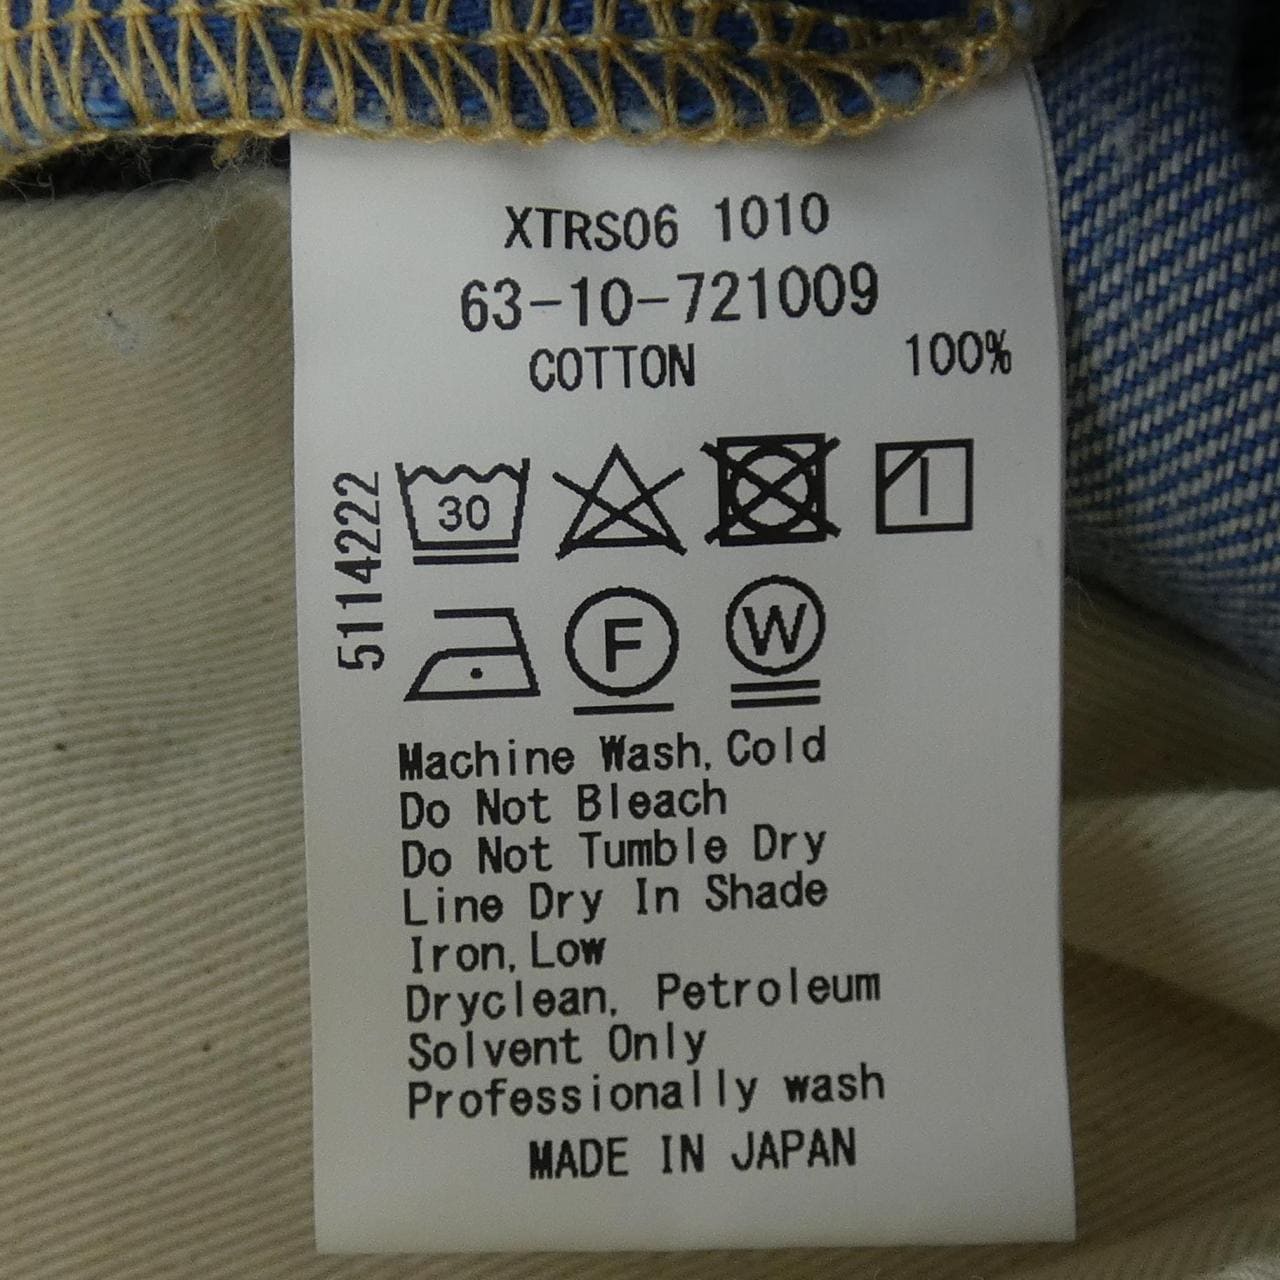 XTRS06 1010
63-10-721009
COTTON 100%
5114222
30
F
W
Machine Wash, Cold
Do Not Bleach
Do Not Tumble Dry
Line Dry In Shade
Iron, Low
Dryclean, Petroleum
Solvent Only
Professionally wash
MADE IN JAPAN